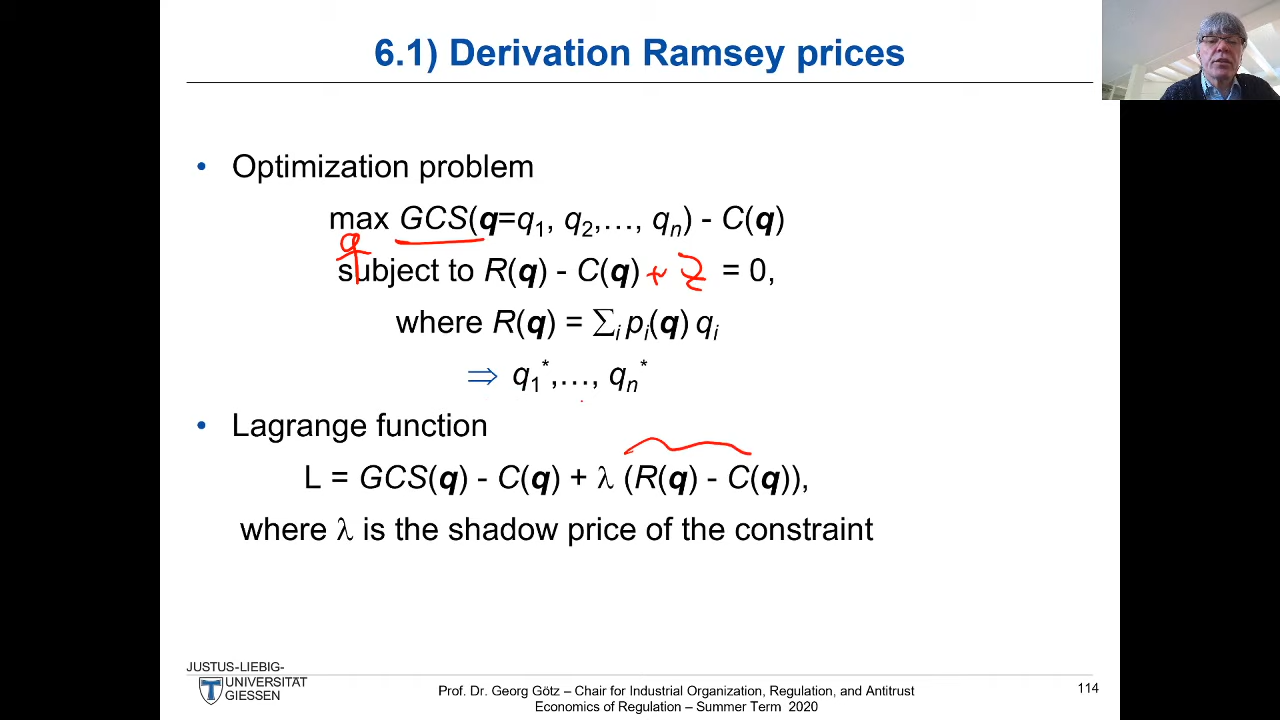 6.1) Derivation Ramsey prices
• Optimization problem
max GCS(q=q1, q2,…, qn) - C(q)
q
subject to R(q) - C(q) + z = 0,
where R(q) = ∑i pi(q) qi
⇒ q1*,…, qn*
• Lagrange function
L = GCS(q) - C(q) + λ (R(q) - C(q)),
where λ is the shadow price of the constraint
JUSTUS-LIEBIG-
UNIVERSITÄT
GIESSEN
Prof. Dr. Georg Götz – Chair for Industrial Organization, Regulation, and Antitrust
Economics of Regulation – Summer Term 2020
114